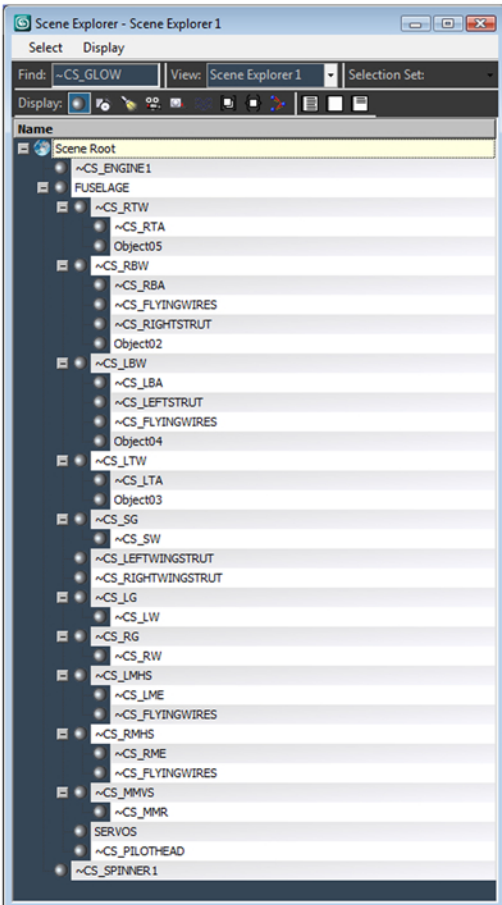 Scene Explorer - Scene Explorer 1
Select Display
Find: ~CS_GLOW View: Scene Explorer 1 Selection Set:
Display:
Name
Scene Root
~CS_ENGINE1
FUSELAGE
~CS_RTW
~CS_RTA
Object05
~CS_RBW
~CS_RBA
~CS_FLYINGWIRES
~CS_RIGHTSTRUT
Object02
~CS_LBW
~CS_LBA
~CS_LEFTSTRUT
~CS_FLYINGWIRES
Object04
~CS_LTW
~CS_LTA
Object03
~CS_SG
~CS_SW
~CS_LEFTWINGSTRUT
~CS_RIGHTWINGSTRUT
~CS_LG
~CS_LW
~CS_RG
~CS_RW
~CS_LMHS
~CS_LME
~CS_FLYINGWIRES
~CS_RMHS
~CS_RME
~CS_FLYINGWIRES
~CS_MMVS
~CS_MMR
SERVOS
~CS_PILOTHEAD
~CS_SPINNER1